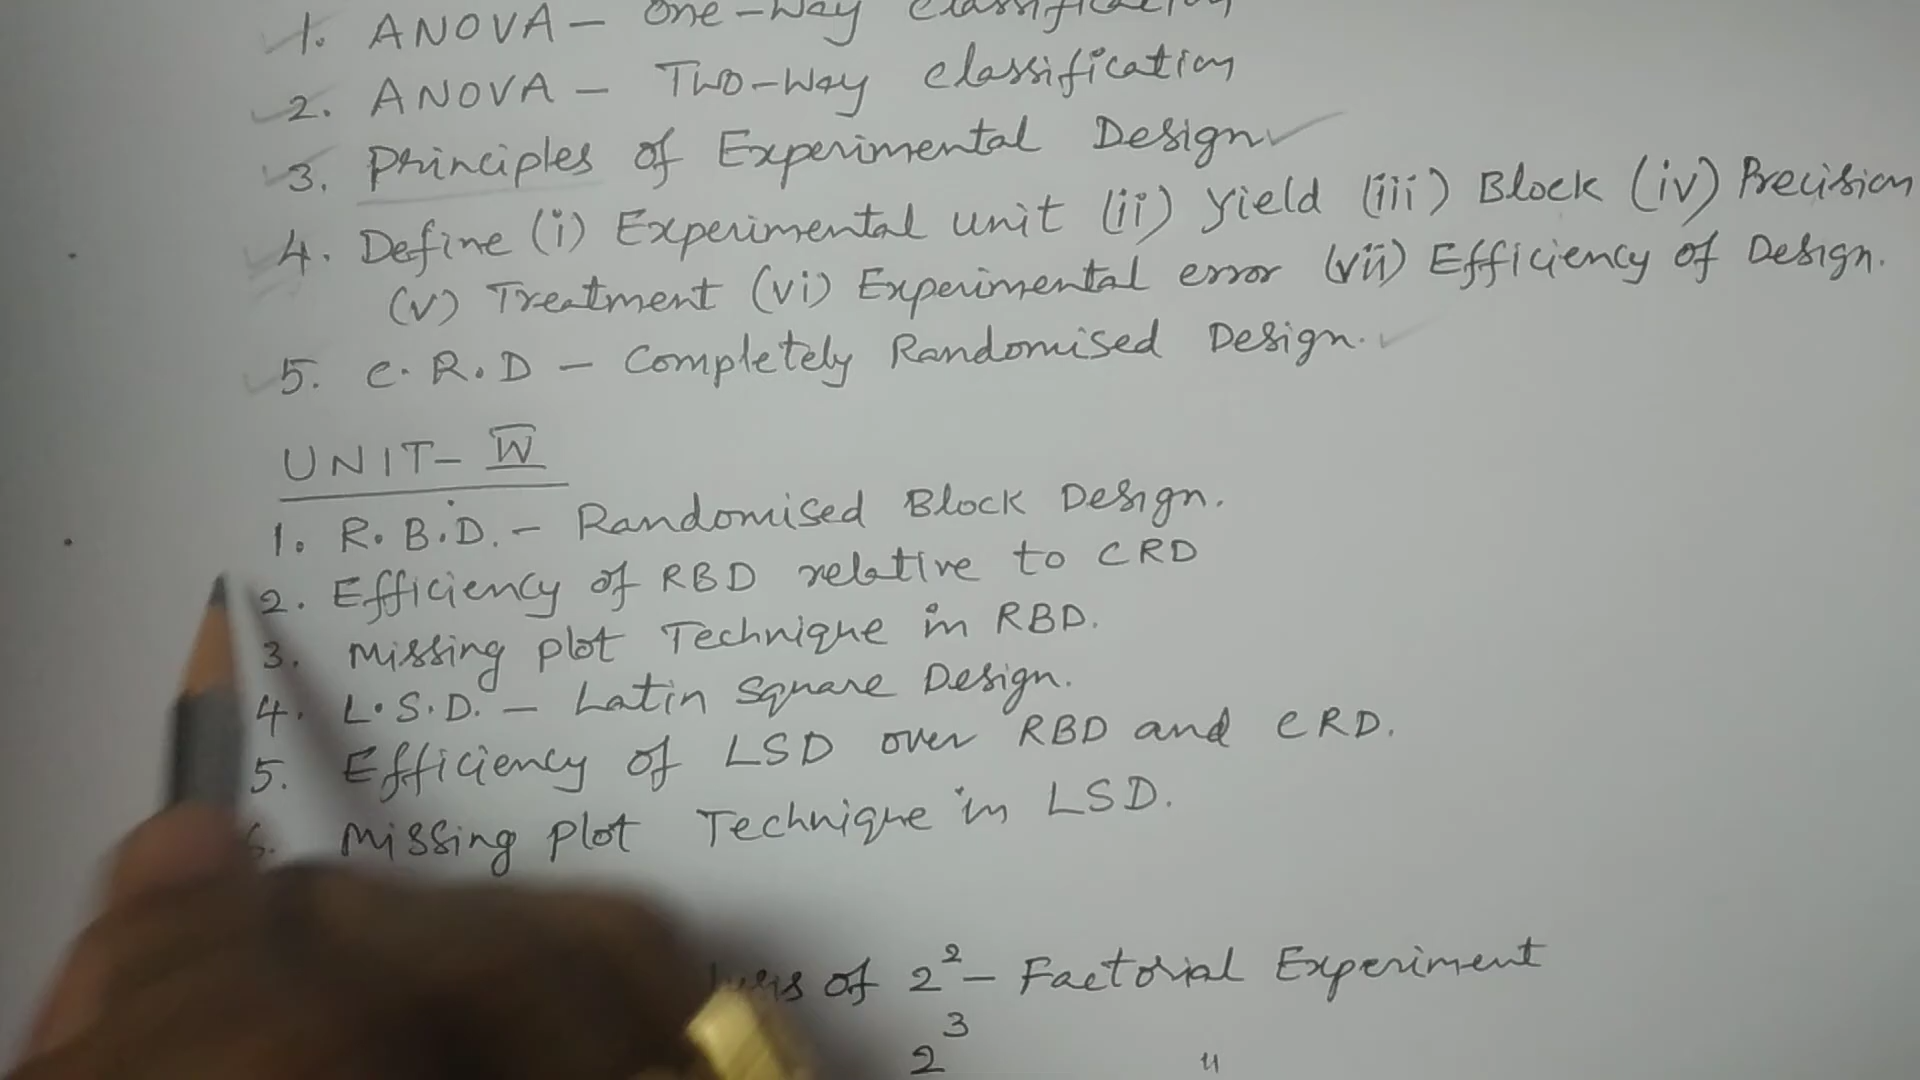 1. ANOVA - One-Way Classification
2. ANOVA - Two-Way Classification
3. Principles of Experimental Design
4. Define (i) Experimental unit (ii) Yield (iii) Block (iv) Precision
(v) Treatment (vi) Experimental error (vii) Efficiency of Design.
5. C.R.D - Completely Randomised Design.
UNIT- IV
1. R.B.D. - Randomised Block Design.
2. Efficiency of RBD relative to CRD
3. Missing plot Technique in RBD.
4. L.S.D. - Latin Square Design.
5. Efficiency of LSD over RBD and CRD.
6. Missing Plot Technique in LSD.
of 2² - Factorial Experiment
2³ "